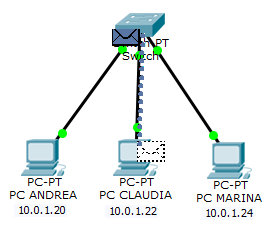 Switch
PC-PT
PC ANDREA
10.0.1.20
PC-PT
PC CLAUDIA
10.0.1.22
PC-PT
PC MARINA
10.0.1.24